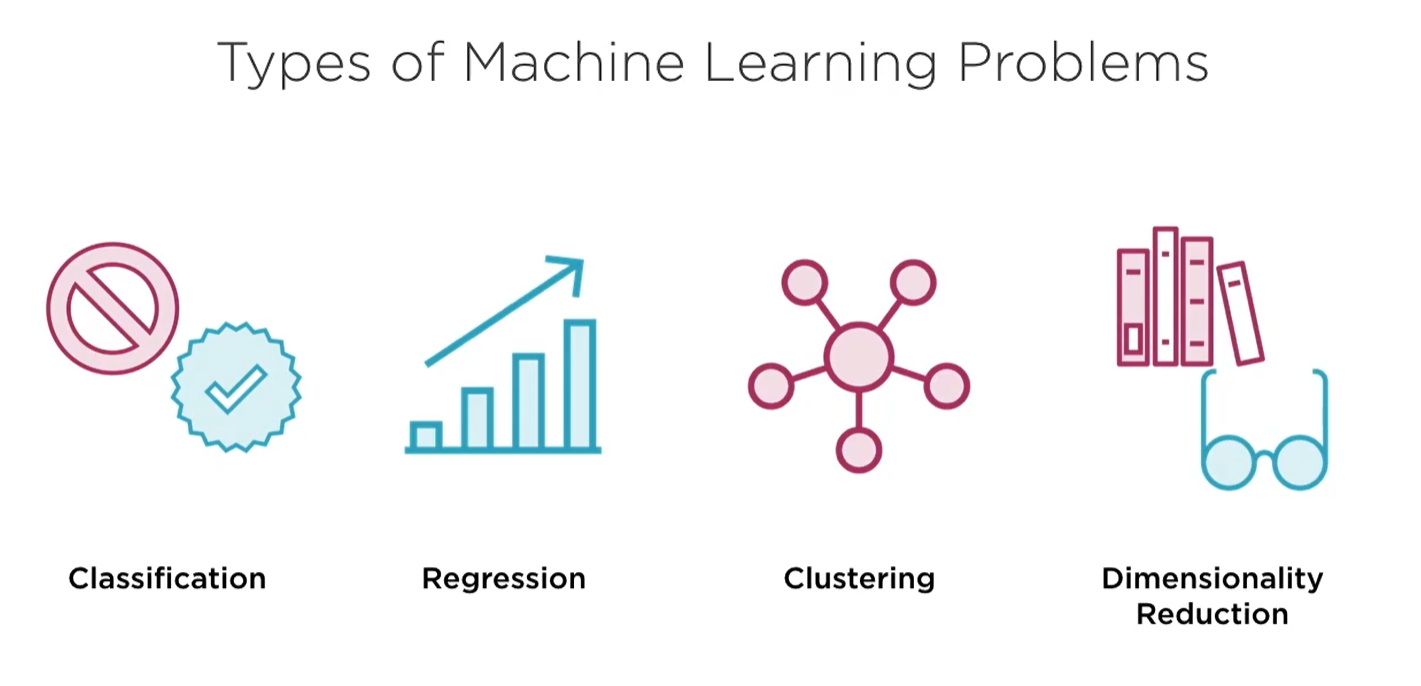 Types of Machine Learning Problems
Classification
Regression
Clustering
Dimensionality
Reduction